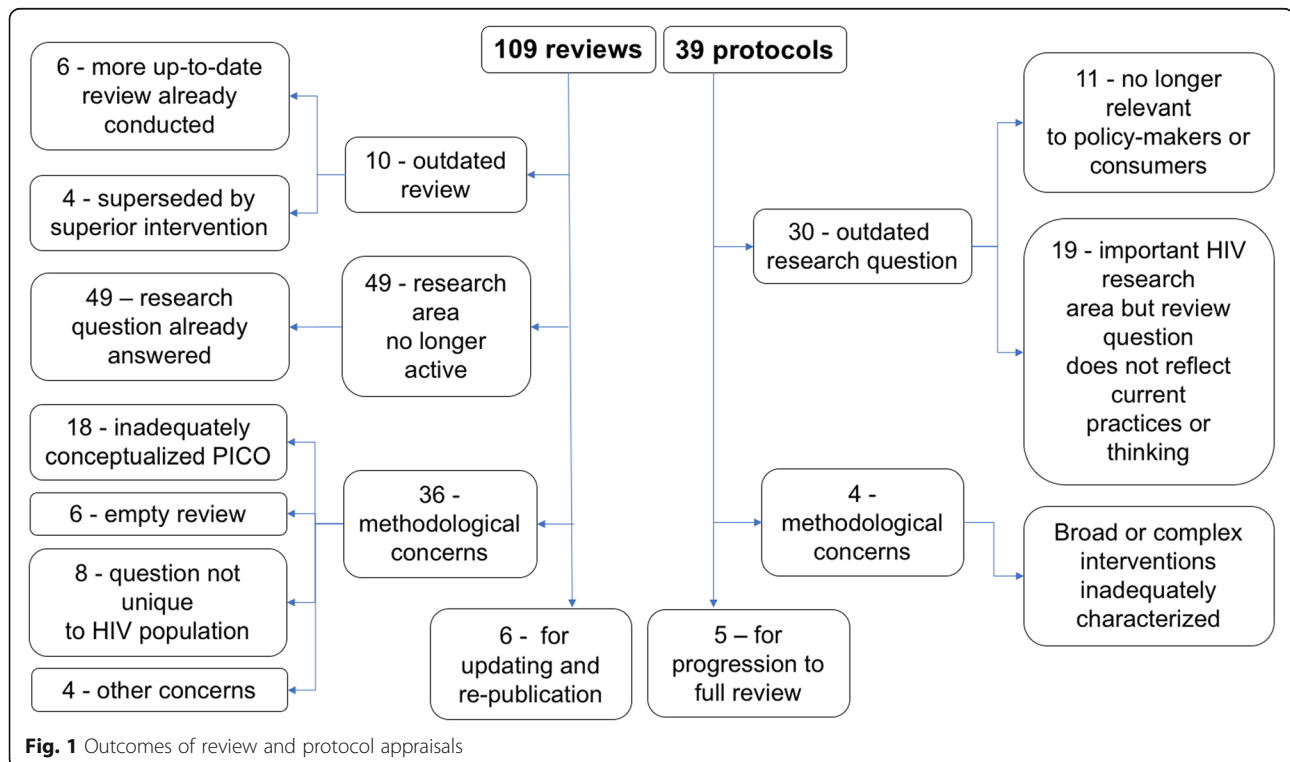 109 reviews
39 protocols
6 - more up-to-date
review already
conducted
4 - superseded by
superior intervention
10 - outdated
review
49 – research
question already
answered
49 - research
area
no longer
active
18 - inadequately
conceptualized PICO
6 - empty review
8 - question not
unique
to HIV population
4 - other concerns
36 -
methodological
concerns
6 -  for
updating and
re-publication
11 - no longer
relevant
to policy-makers or
consumers
30 - outdated
research question
19 - important HIV
research
area but review
question
does not reflect
current
practices or
thinking
4 -
methodological
concerns
Broad or complex
interventions
inadequately
characterized
5 – for
progression to
full review
Fig. 1 Outcomes of review and protocol appraisals